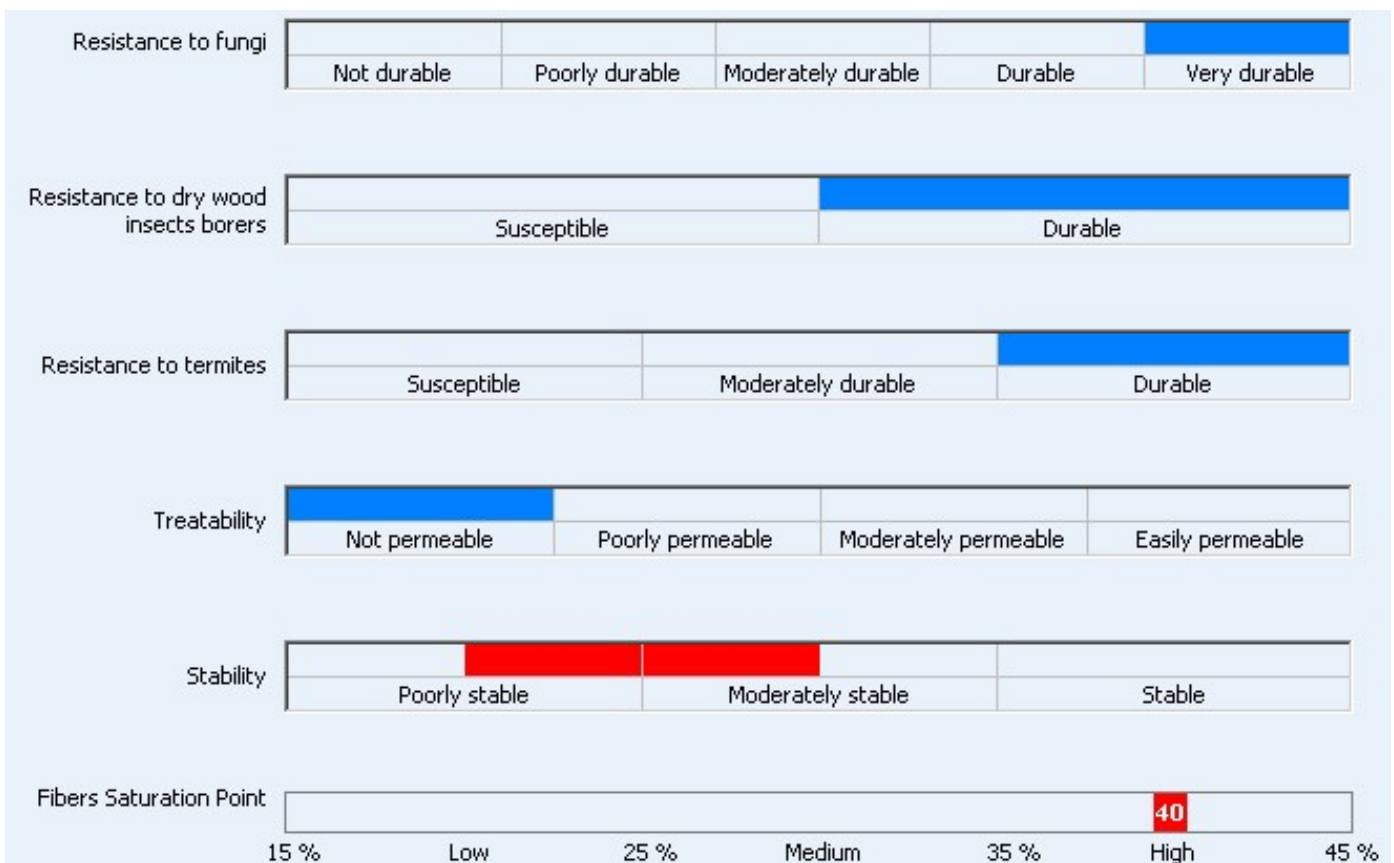 Resistance to fungi
Not durable Poorly durable Moderately durable Durable Very durable
Resistance to dry wood
insects borers
Susceptible Durable
Resistance to termites
Susceptible Moderately durable Durable
Treatability
Not permeable Poorly permeable Moderately permeable Easily permeable
Stability
Poorly stable Moderately stable Stable
Fibers Saturation Point
40
15 % Low 25 % Medium 35 % High 45 %